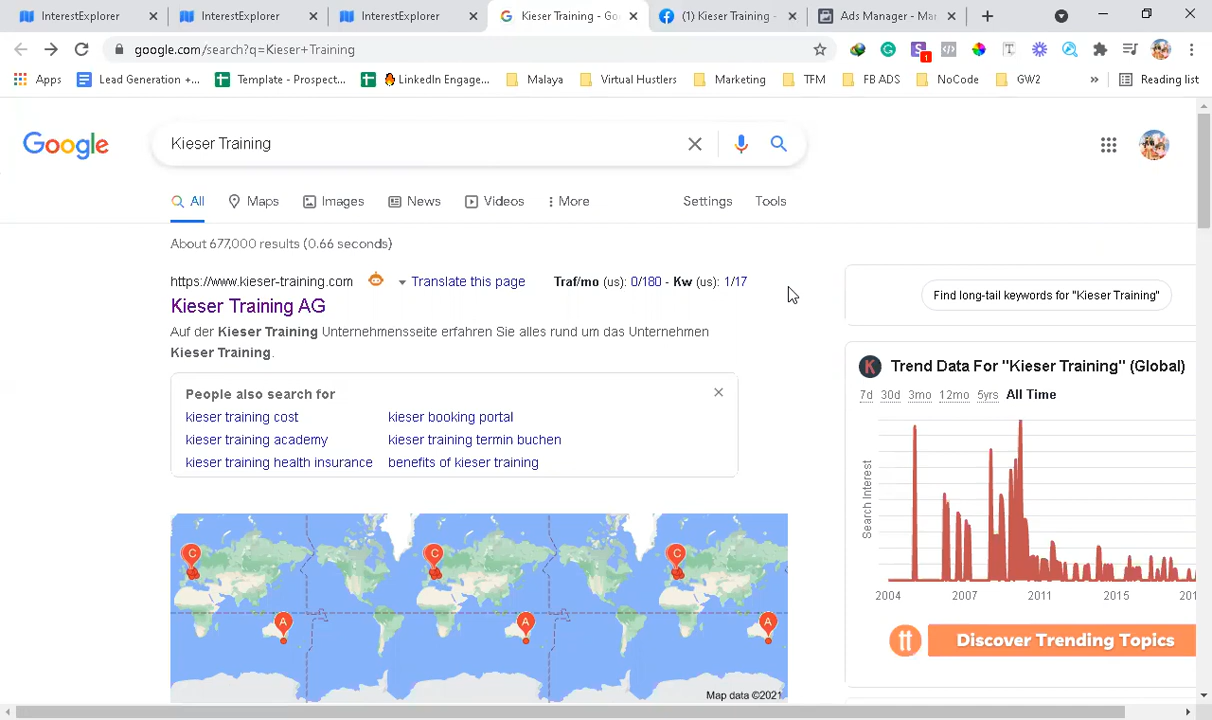 InterestExplorer
InterestExplorer
InterestExplorer
Kieser Training - Go
(1) Kieser Training -
Ads Manager - Ma
google.com/search?q=Kieser+Training
1
Apps
Lead Generation +...
Template - Prospect...
LinkedIn Engage...
Malaya
Virtual Hustlers
Marketing
TFM
FB ADS
NoCode
GW2
»
Reading list
Google
Kieser Training
All
Maps
Images
News
Videos
More
Settings
Tools
About 677,000 results (0.66 seconds)
https://www.kieser-training.com
Translate this page
Traf/mo (us): 0/180 - Kw (us): 1/17
Kieser Training AG
Auf der Kieser Training Unternehmensseite erfahren Sie alles rund um das Unternehmen
Kieser Training.
People also search for
kieser training cost
kieser booking portal
kieser training academy
kieser training termin buchen
kieser training health insurance
benefits of kieser training
C
C
C
A
A
A
Map data ©2021
Find long-tail keywords for "Kieser Training"
K
Trend Data For "Kieser Training" (Global)
7d 30d 3mo 12mo 5yrs All Time
Search Interest
2004 2007 2011 2015 201
tt
Discover Trending Topics